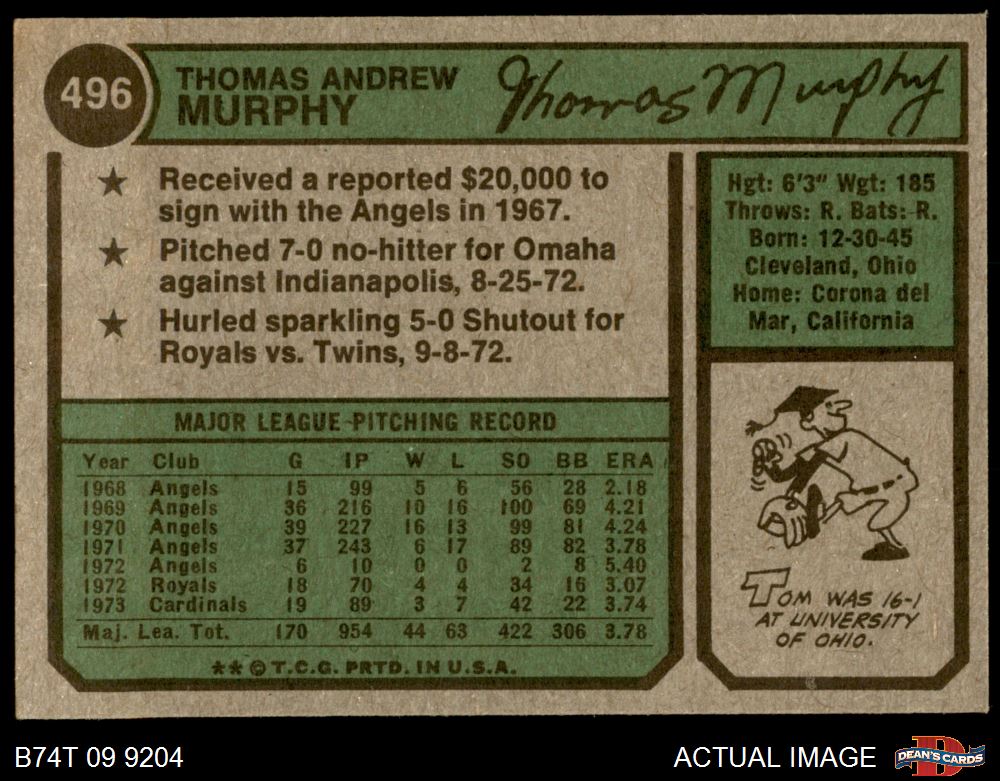 496
THOMAS ANDREW
MURPHY
Thomas Murphy
★ Received a reported $20,000 to
sign with the Angels in 1967.
★ Pitched 7-0 no-hitter for Omaha
against Indianapolis, 8-25-72.
★ Hurled sparkling 5-0 Shutout for
Royals vs. Twins, 9-8-72.
Hgt: 6'3" Wgt: 185
Throws: R. Bats: R.
Born: 12-30-45
Cleveland, Ohio
Home: Corona del
Mar, California
MAJOR LEAGUE PITCHING RECORD
Year Club G IP W L SO BB ERA
1968 Angels 15 99 5 6 56 28 2.18
1969 Angels 36 216 10 16 100 69 4.21
1970 Angels 39 227 16 13 99 81 4.24
1971 Angels 37 243 6 17 89 82 3.78
1972 Angels 6 10 0 0 2 8 5.40
1972 Royals 18 70 4 4 34 16 3.07
1973 Cardinals 19 89 3 7 42 22 3.74
Maj. Lea. Tot. 170 954 44 63 422 306 3.78
★★ © T.C.G. PRTD. IN U.S.A.
TOM WAS 16-1
AT UNIVERSITY
OF OHIO.
B74T 09 9204
ACTUAL IMAGE
D
DEAN'S CARDS